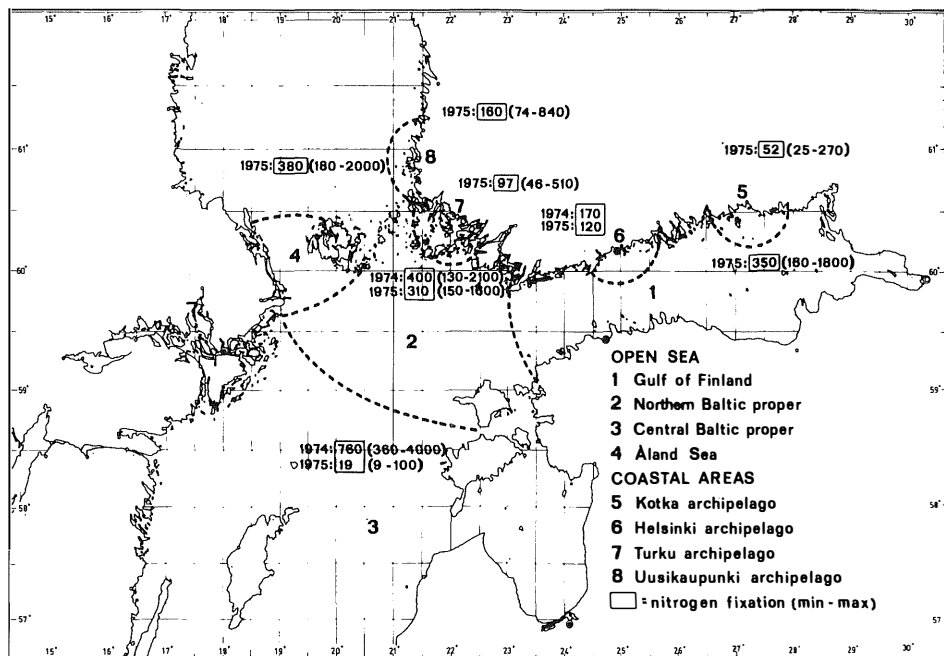 15° 16° 17° 18° 19° 20° 21° 22° 23° 24° 25° 26° 27° 28° 29° 30°
1975: 160 (74-840)
61°
8
1975: 52 (25-270)
61°
1975: 380 (180-2000)
1975: 97 (46-510)
5
7
1974: 170
1975: 120
6
4
1975: 350 (180-1800)
60°
1974: 400 (130-2100)
1975: 310 (150-1600)
60°
1
2
OPEN SEA
1 Gulf of Finland
59°
2 Northern Baltic proper
59°
3 Central Baltic proper
1974: 760 (360-4000)
1975: 19 (9-100)
4 Åland Sea
COASTAL AREAS
58°
5 Kotka archipelago
58°
3
6 Helsinki archipelago
7 Turku archipelago
8 Uusikaupunki archipelago
= nitrogen fixation (min-max)
57°
57
15° 16° 17° 18° 19° 20° 21° 22° 23° 24° 25° 26° 27° 28° 29° 30°